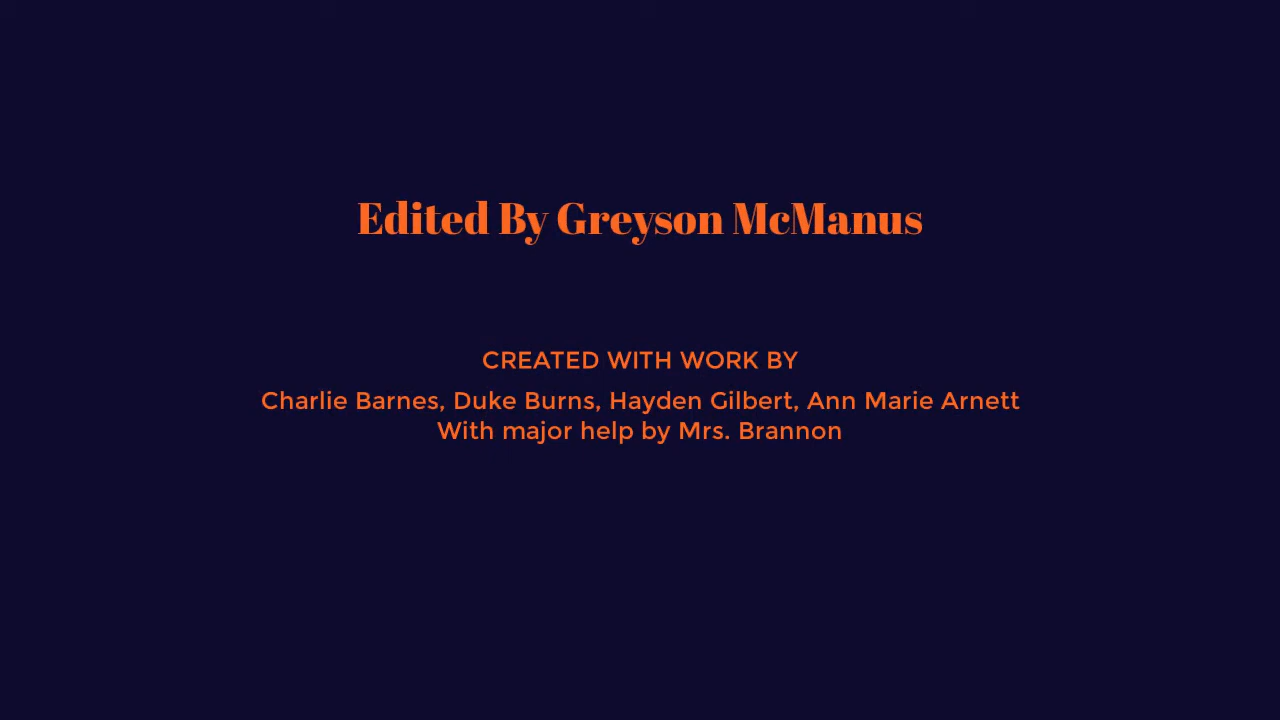 Edited By Greyson McManus
CREATED WITH WORK BY
Charlie Barnes, Duke Burns, Hayden Gilbert, Ann Marie Arnett
With major help by Mrs. Brannon